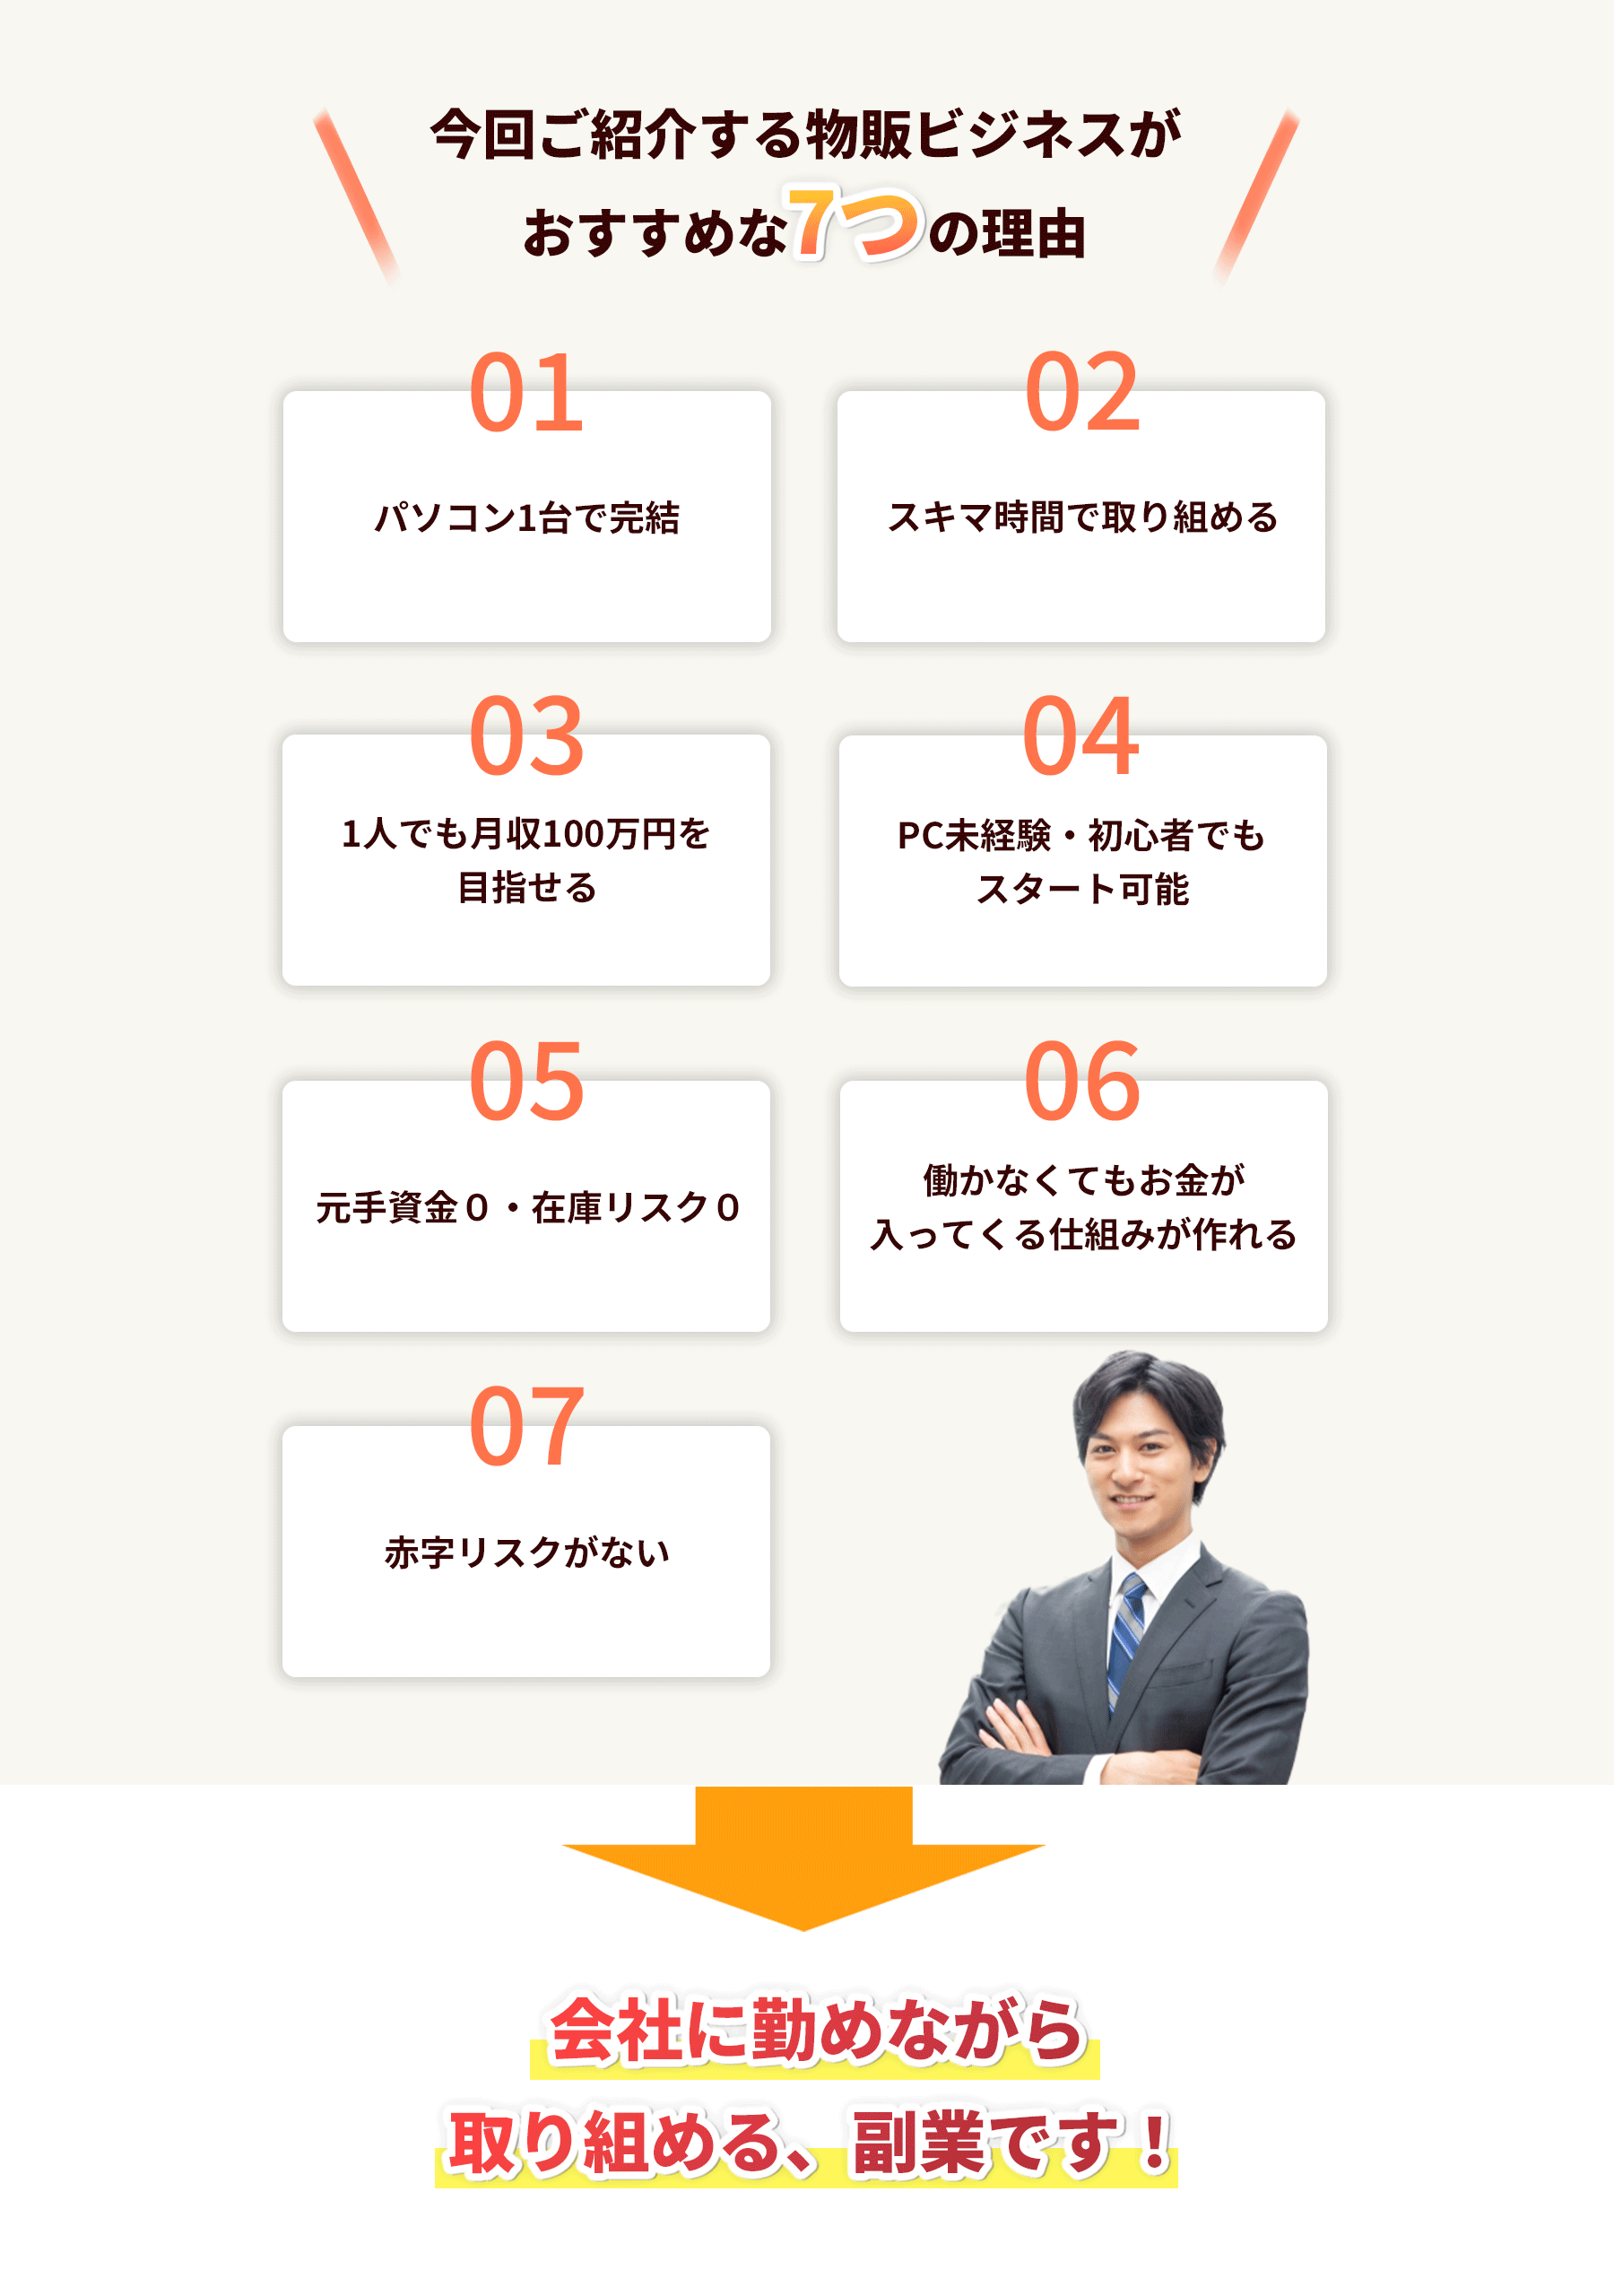 今回ご紹介する物販ビジネスが
おすすめな7つの理由
01
パソコン1台で完結
02
スキマ時間で取り組める
03
1人でも月収100万円を
目指せる
04
PC未経験・初心者でも
スタート可能
05
元手資金０・在庫リスク０
06
働かなくてもお金が
入ってくる仕組みが作れる
07
赤字リスクがない
会社に勤めながら
取り組める、副業です！